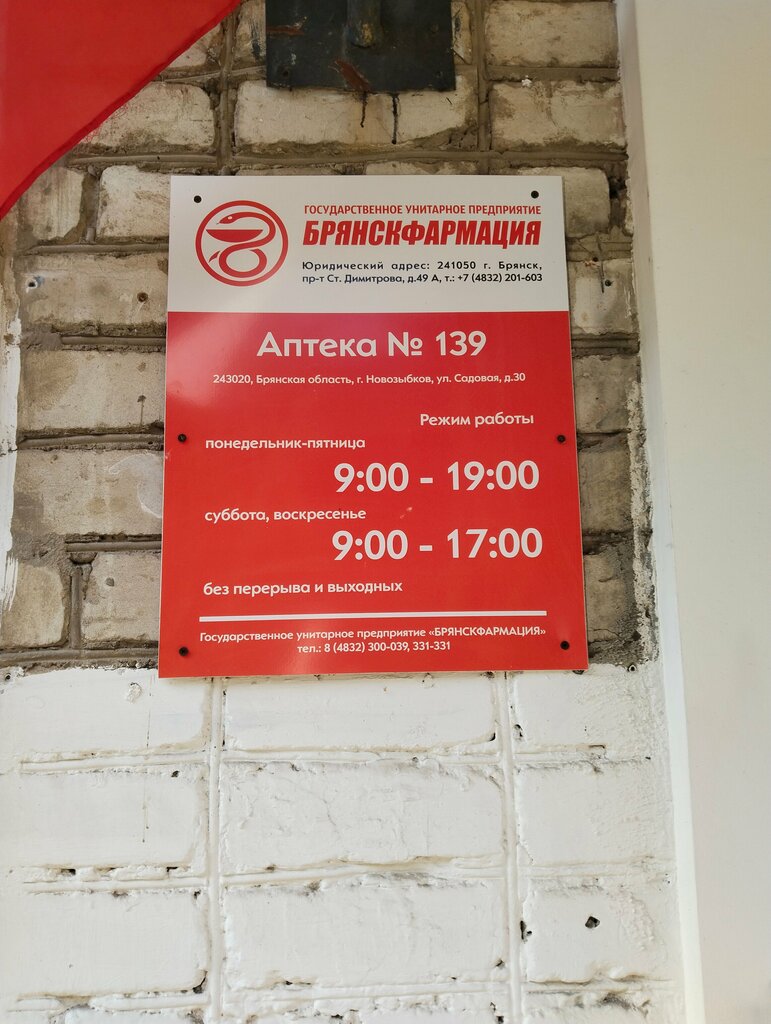 ГОСУДАРСТВЕННОЕ УНИТАРНОЕ ПРЕДПРИЯТИЕ
БРЯНСКФАРМАЦИЯ
Юридический адрес: 241050 г. Брянск,
пр-т Ст. Димитрова, д.49 А, т.: +7 (4832) 201-603
Аптека № 139
243020, Брянская область, г. Новозыбков, ул. Садовая, д.30
Режим работы
понедельник-пятница
9:00 - 19:00
суббота, воскресенье
9:00 - 17:00
без перерыва и выходных
Государственное унитарное предприятие «БРЯНСКФАРМАЦИЯ»
тел.: 8 (4832) 300-039, 331-331